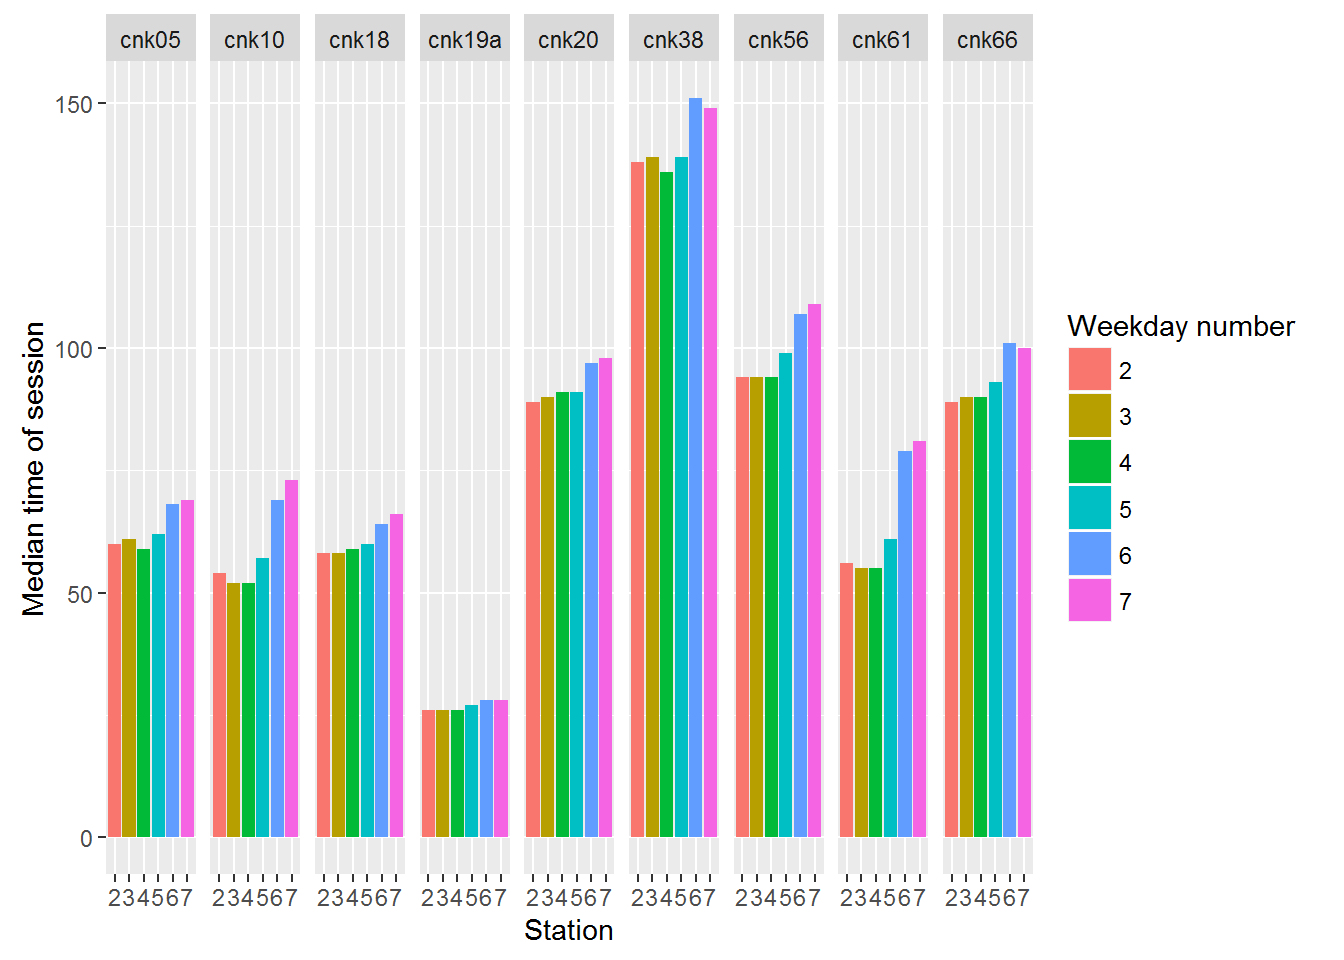 cnk05 cnk10 cnk18 cnk19a cnk20 cnk38 cnk56 cnk61 cnk66
150
100
50
0
Median time of session
234567 234567 234567 234567 234567 234567 234567 234567 234567
Station
Weekday number
2
3
4
5
6
7